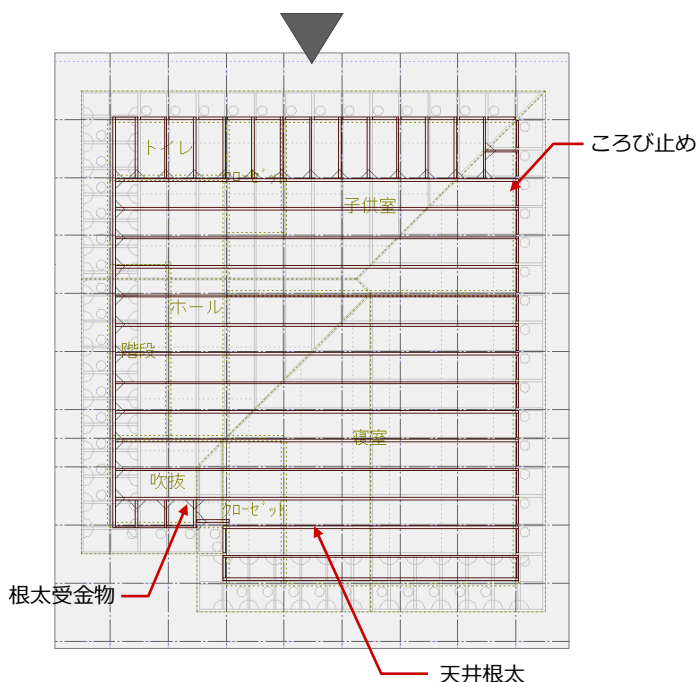 ころび止め
トイレ
クローゼット
子供室
ホール
階段
寝室
吹抜
クローゼット
根太受金物
天井根太